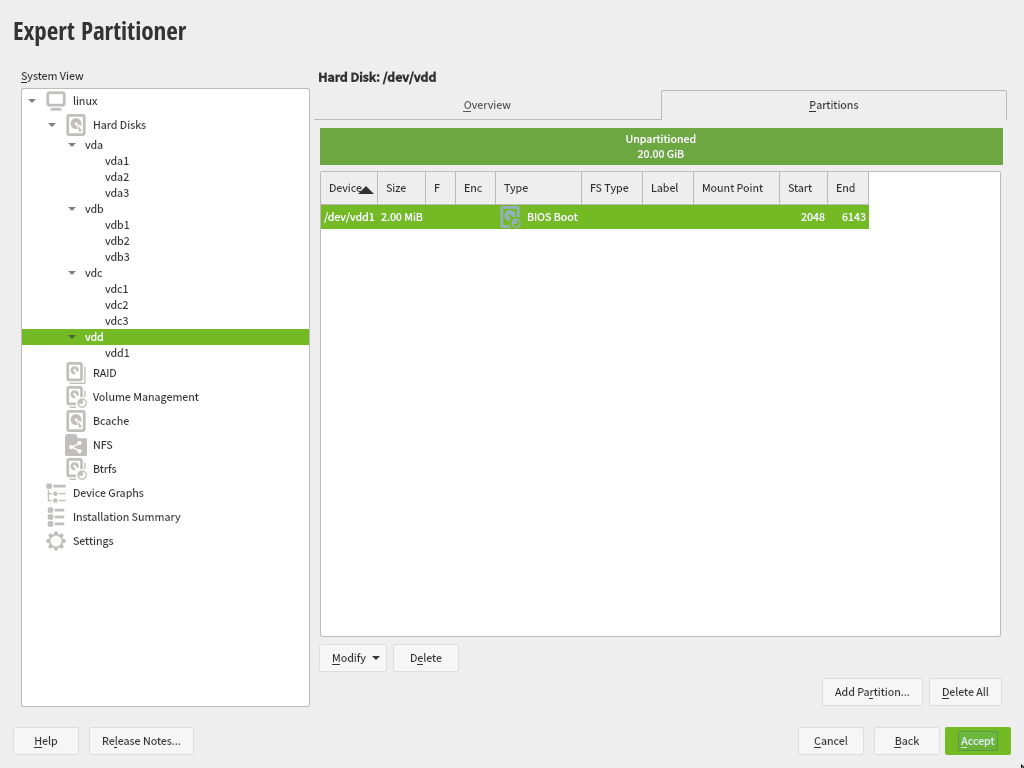 Expert Partitioner
System View
linux
Hard Disks
vda
vda1
vda2
vda3
vdb
vdb1
vdb2
vdb3
vdc
vdc1
vdc2
vdc3
vdd
vdd1
RAID
Volume Management
Bcache
NFS
Btrfs
Device Graphs
Installation Summary
Settings
Hard Disk: /dev/vdd
Overview Partitions
Unpartitioned
20.00 GiB
Device Size F Enc Type FS Type Label Mount Point Start End
/dev/vdd1 2.00 MiB BIOS Boot 2048 6143
Modify Delete
Add Partition... Delete All
Help Release Notes... Cancel Back Accept